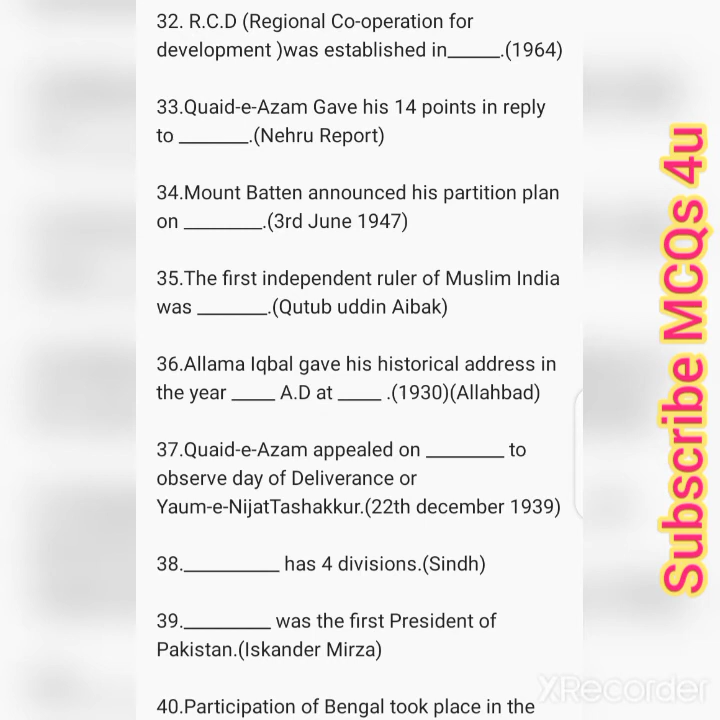 32. R.C.D (Regional Co-operation for
development )was established in_____.(1964)
33.Quaid-e-Azam Gave his 14 points in reply
to _______.(Nehru Report)
34.Mount Batten announced his partition plan
on ________.(3rd June 1947)
35.The first independent ruler of Muslim India
was _______.(Qutub uddin Aibak)
36.Allama Iqbal gave his historical address in
the year ____ A.D at ____ .(1930)(Allahbad)
37.Quaid-e-Azam appealed on ________ to
observe day of Deliverance or
Yaum-e-NijatTashakkur.(22th december 1939)
38._________ has 4 divisions.(Sindh)
39._________ was the first President of
Pakistan.(Iskander Mirza)
40.Participation of Bengal took place in the
Subscribe MCQs 4u
XRecorder